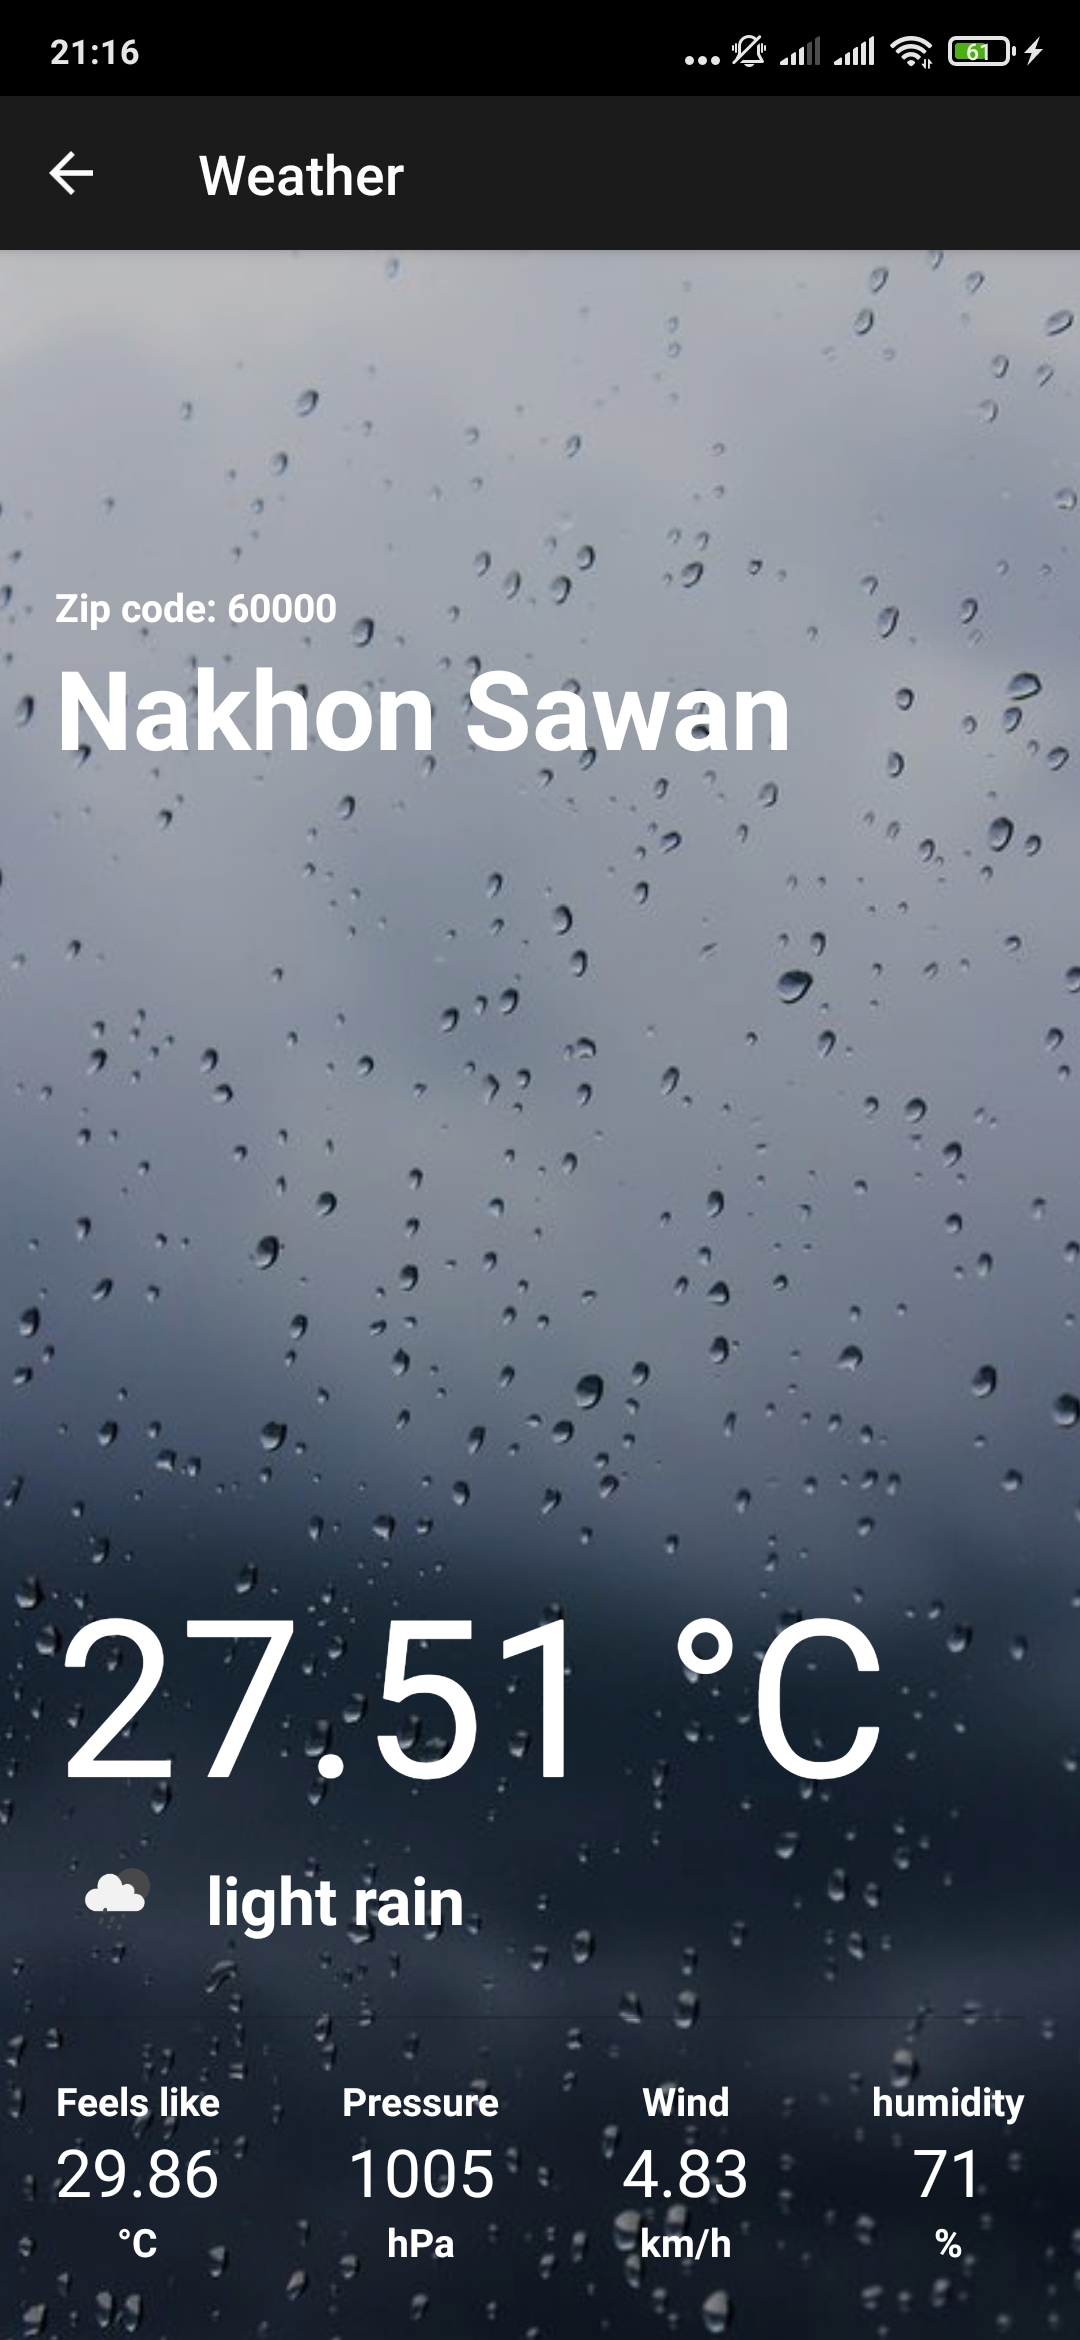 21:16
61
Weather
Zip code: 60000
Nakhon Sawan
27.51 °C
light rain
Feels like Pressure Wind humidity
29.86 1005 4.83 71
°C hPa km/h %